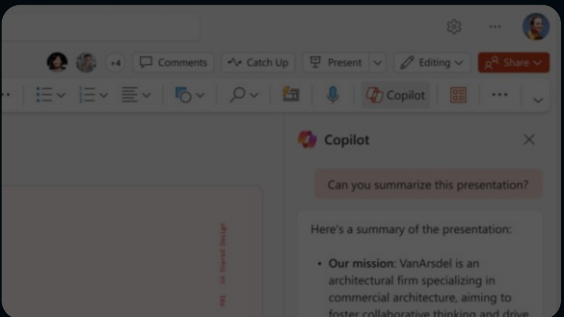 +4
Comments
Catch Up
Present
Editing
Share
Copilot
Copilot
Can you summarize this presentation?
Here's a summary of the presentation:
• Our mission: VanArsdel is an
architectural firm specializing in
commercial architecture, aiming to
foster collaborative thinking and drive